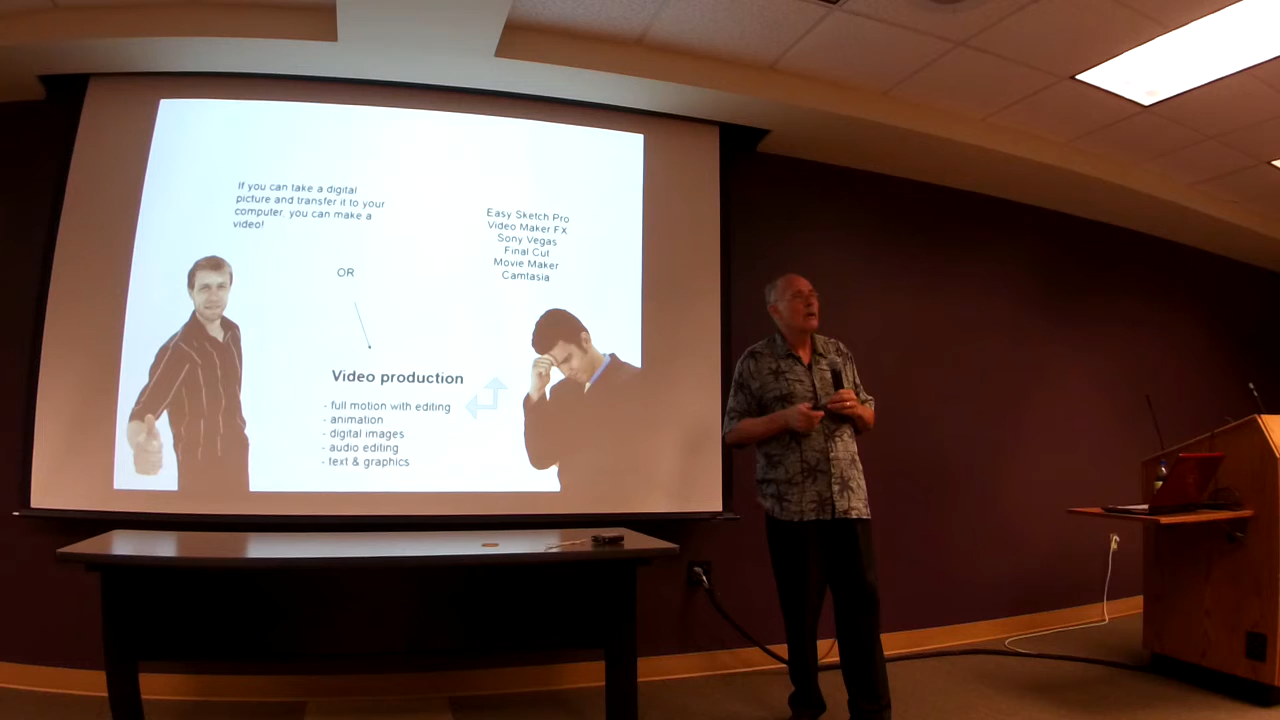 If you can take a digital
picture and transfer it to your
computer, you can make a
video!
OR
Easy Sketch Pro
Video Maker FX
Sony Vegas
Final Cut
Movie Maker
Camtasia
Video production
- full motion with editing
- animation
- digital images
- audio editing
- text & graphics